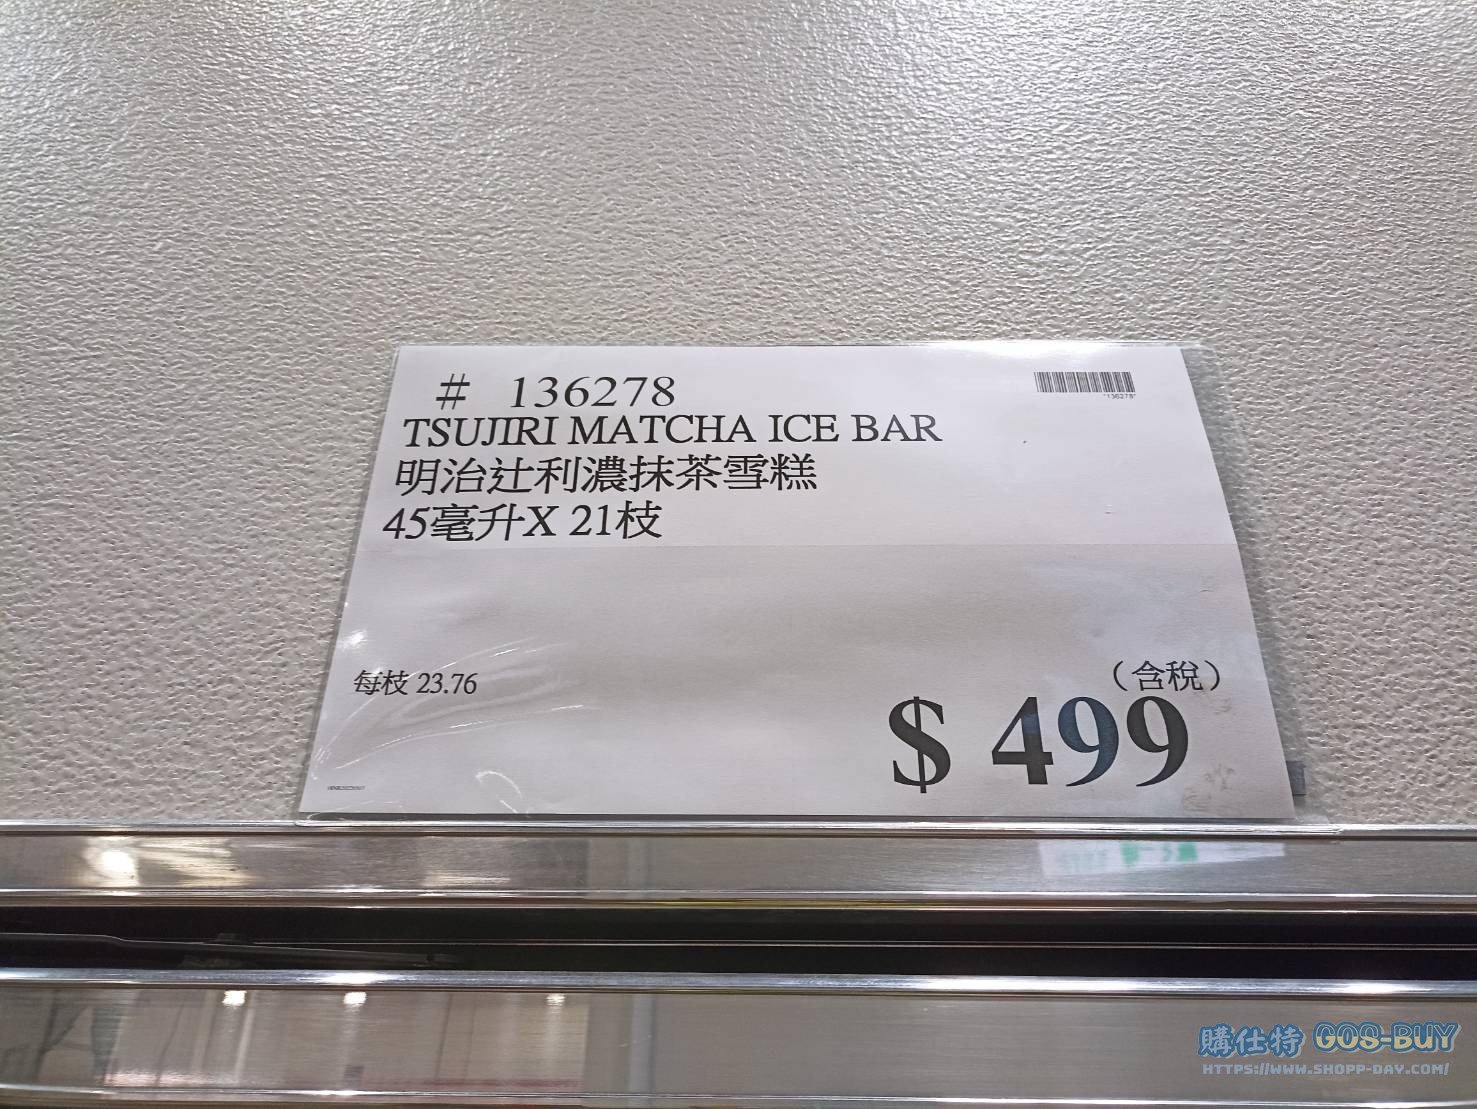 # 136278
*136278*
TSUJIRI MATCHA ICE BAR
明治辻利濃抹茶雪糕
45毫升X 21枝
每枝 23.76
（含稅）
$ 499
購仕特 GOS-BUY
HTTPS://WWW.SHOPP-DAY.COM/